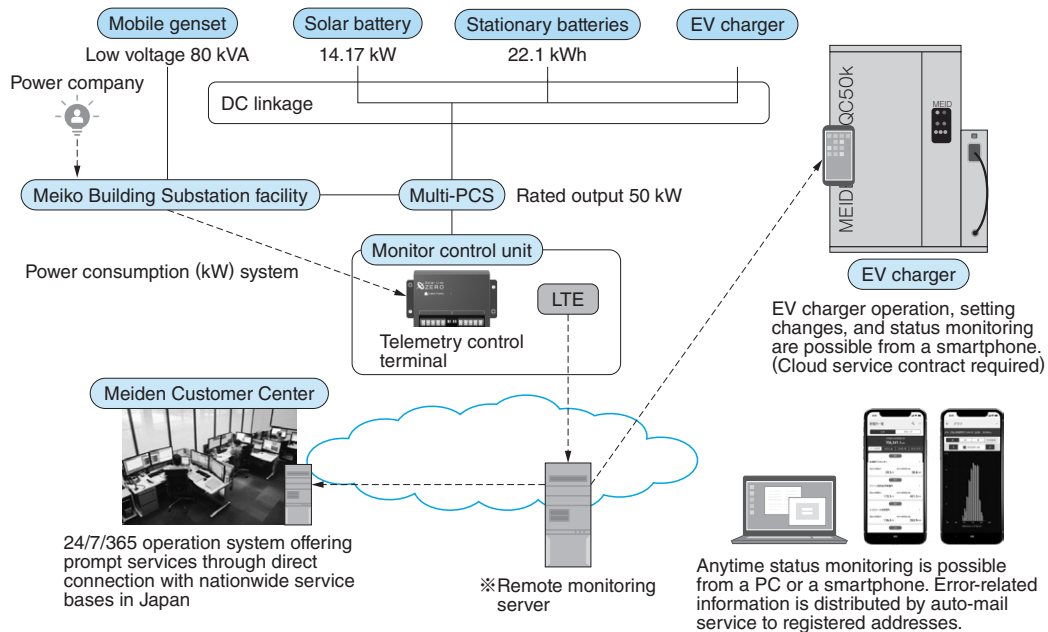 Mobile genset
Solar battery
Stationary batteries
EV charger
Low voltage 80 kVA
14.17 kW
22.1 kWh
Power company
DC linkage
Meiko Building Substation facility
Multi-PCS
Rated output 50 kW
MEID
QC50k
MEID
EV charger
EV charger operation, setting
changes, and status monitoring
are possible from a smartphone.
(Cloud service contract required)
Monitor control unit
Power consumption (kW) system
ZERO
LTE
Telemetry control
terminal
Meiden Customer Center
24/7/365 operation system offering
prompt services through direct
connection with nationwide service
bases in Japan
※Remote monitoring
server
Anytime status monitoring is possible
from a PC or a smartphone. Error-related
information is distributed by auto-mail
service to registered addresses.